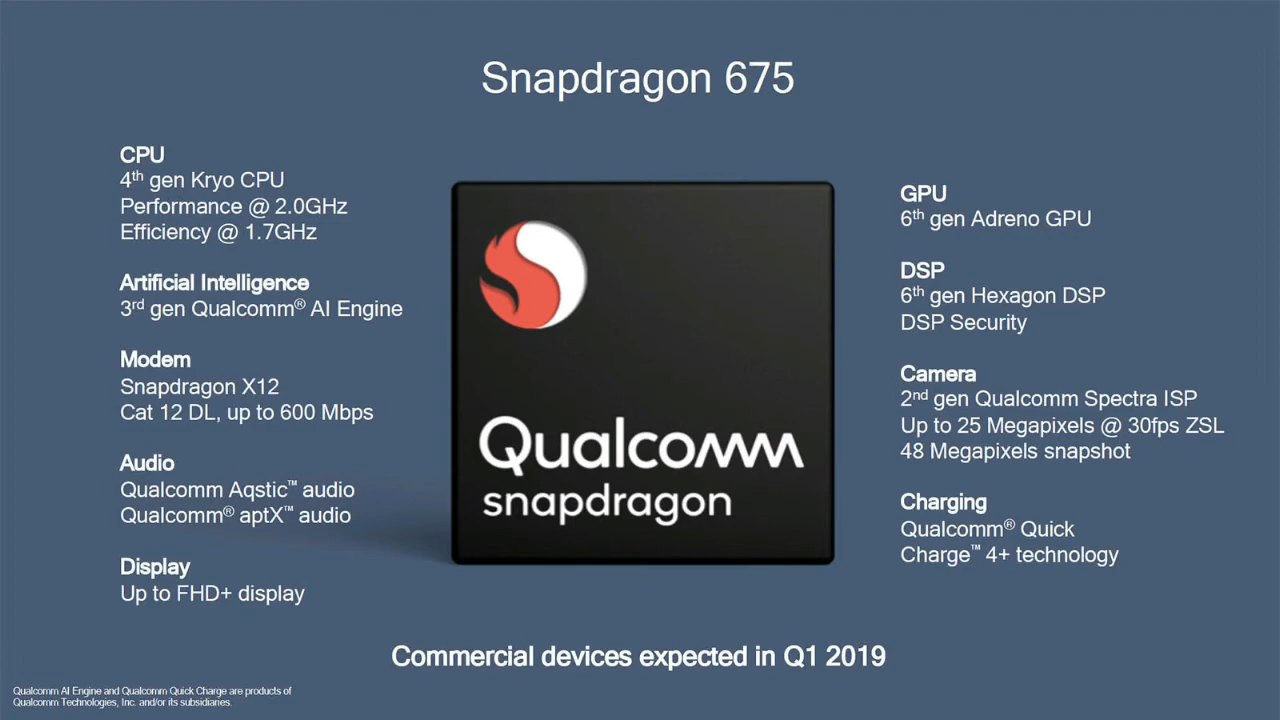 Snapdragon 675
CPU
4th gen Kryo CPU
Performance @ 2.0GHz
Efficiency @ 1.7GHz
Artificial Intelligence
3rd gen Qualcomm® AI Engine
Modem
Snapdragon X12
Cat 12 DL, up to 600 Mbps
Audio
Qualcomm Aqstic™ audio
Qualcomm® aptX™ audio
Display
Up to FHD+ display
Qualcomm
snapdragon
GPU
6th gen Adreno GPU
DSP
6th gen Hexagon DSP
DSP Security
Camera
2nd gen Qualcomm Spectra ISP
Up to 25 Megapixels @ 30fps ZSL
48 Megapixels snapshot
Charging
Qualcomm® Quick
Charge™ 4+ technology
Commercial devices expected in Q1 2019
Qualcomm AI Engine and Qualcomm Quick Charge are products of
Qualcomm Technologies, Inc. and/or its subsidiaries.